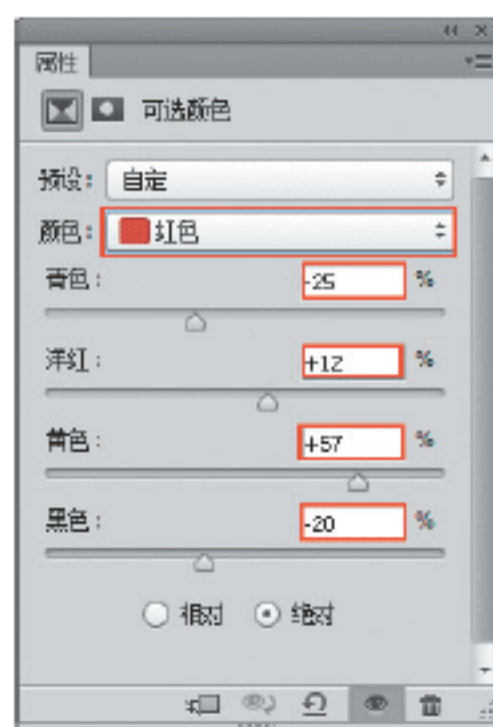 属性
可选颜色
预设： 自定
颜色： 红色
青色： -25 %
洋红： +12 %
黄色： +57 %
黑色： -20 %
相对 绝对